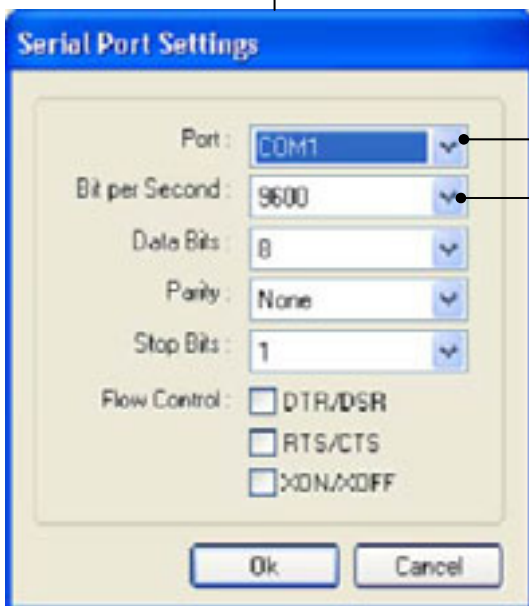 Serial Port Settings
Port : COM1
Bit per Second : 9600
Data Bits : 8
Parity : None
Stop Bits : 1
Flow Control : DTR/DSR
RTS/CTS
XON/XOFF
Ok Cancel